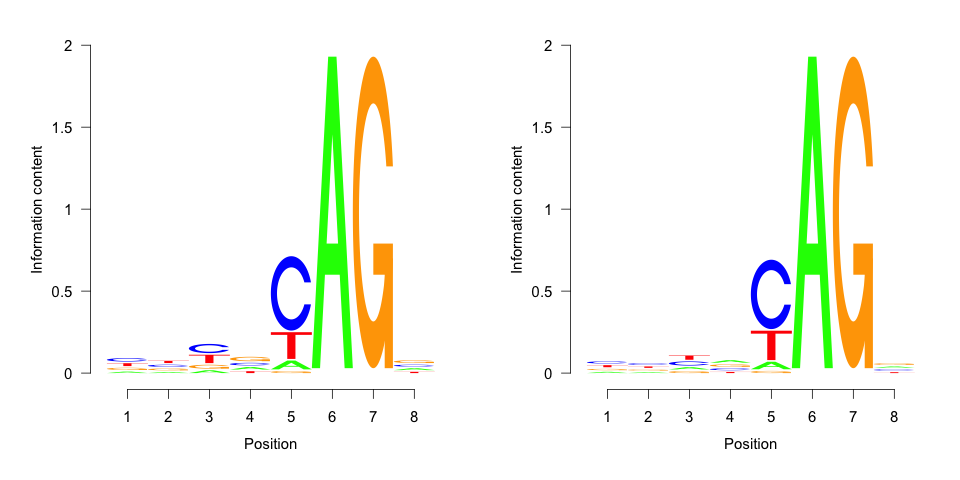 2
1.5
1
0.5
0
Information content
C
T
A
G
C
T
A
G
A
G
1 2 3 4 5 6 7 8
Position
2
1.5
1
0.5
0
Information content
C
T
A
G
C
T
A
G
1 2 3 4 5 6 7 8
Position